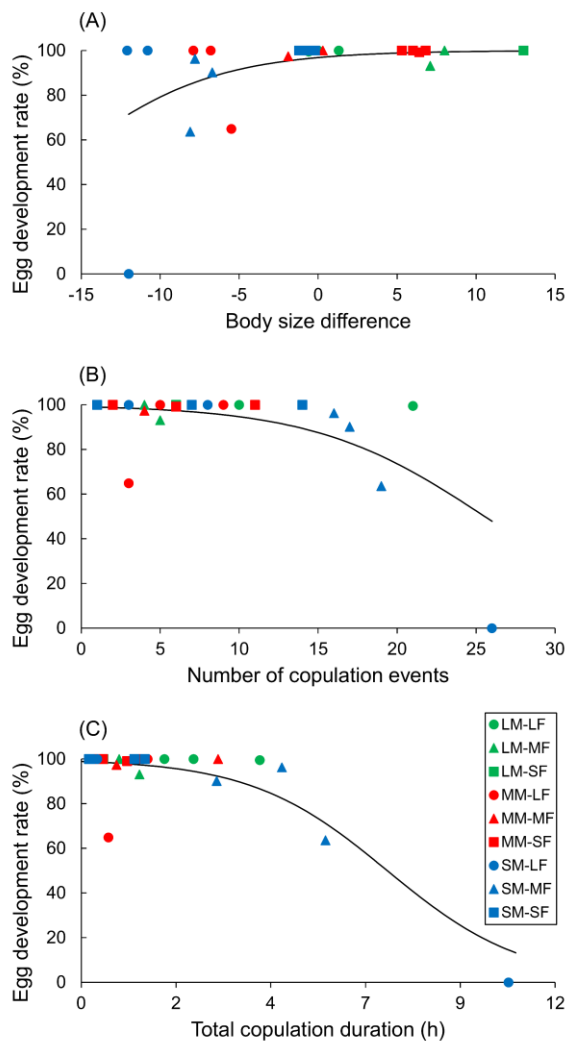 (A)
Egg development rate (%)
100
80
60
40
20
0
-15 -10 -5 0 5 10 15
Body size difference
(B)
Egg development rate (%)
100
80
60
40
20
0
0 5 10 15 20 25 30
Number of copulation events
(C)
Egg development rate (%)
100
80
60
40
20
0
0 2 4 7 9 12
Total copulation duration (h)
LM-LF
LM-MF
LM-SF
MM-LF
MM-MF
MM-SF
SM-LF
SM-MF
SM-SF